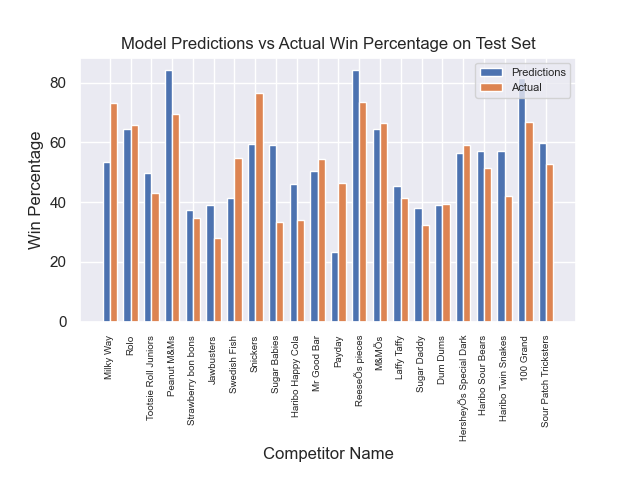 Model Predictions vs Actual Win Percentage on Test Set
Predictions
Actual
Win Percentage
80
60
40
20
0
Milky Way
Rolo
Tootsie Roll Juniors
Peanut M&Ms
Strawberry bon bons
Jawbusters
Swedish Fish
Snickers
Sugar Babies
Haribo Happy Cola
Mr Good Bar
Payday
ReeseÕs pieces
M&MÕs
Laffy Taffy
Sugar Daddy
Dum Dums
HersheyÕs Special Dark
Haribo Sour Bears
Haribo Twin Snakes
100 Grand
Sour Patch Tricksters
Competitor Name